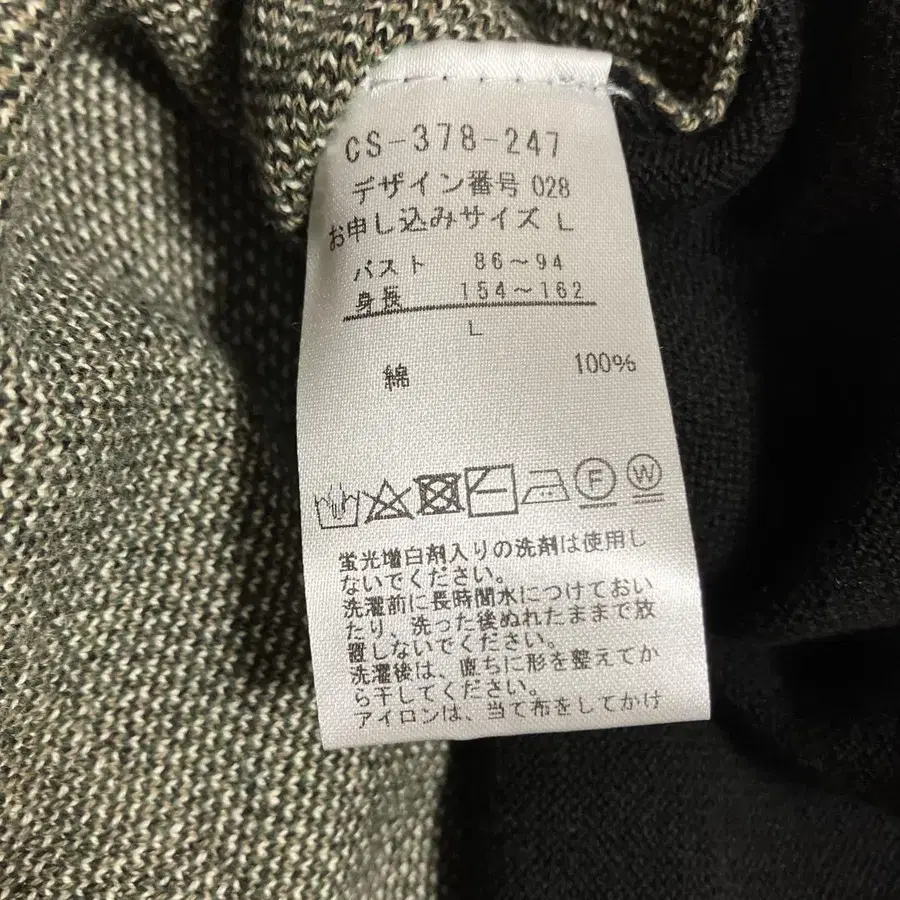 CS-378-247
デザイン番号 028
お申し込みサイズ L
バスト 86~94
身長 154~162
L
綿 100%
F W
蛍光増白剤入りの洗剤は使用し
ないでください。
洗濯前に長時間水につけておい
たり、洗った後ぬれたままで放
置しないでください。
洗濯後は、直ちに形を整えてか
ら干してください。
アイロンは、当て布をしてかけ